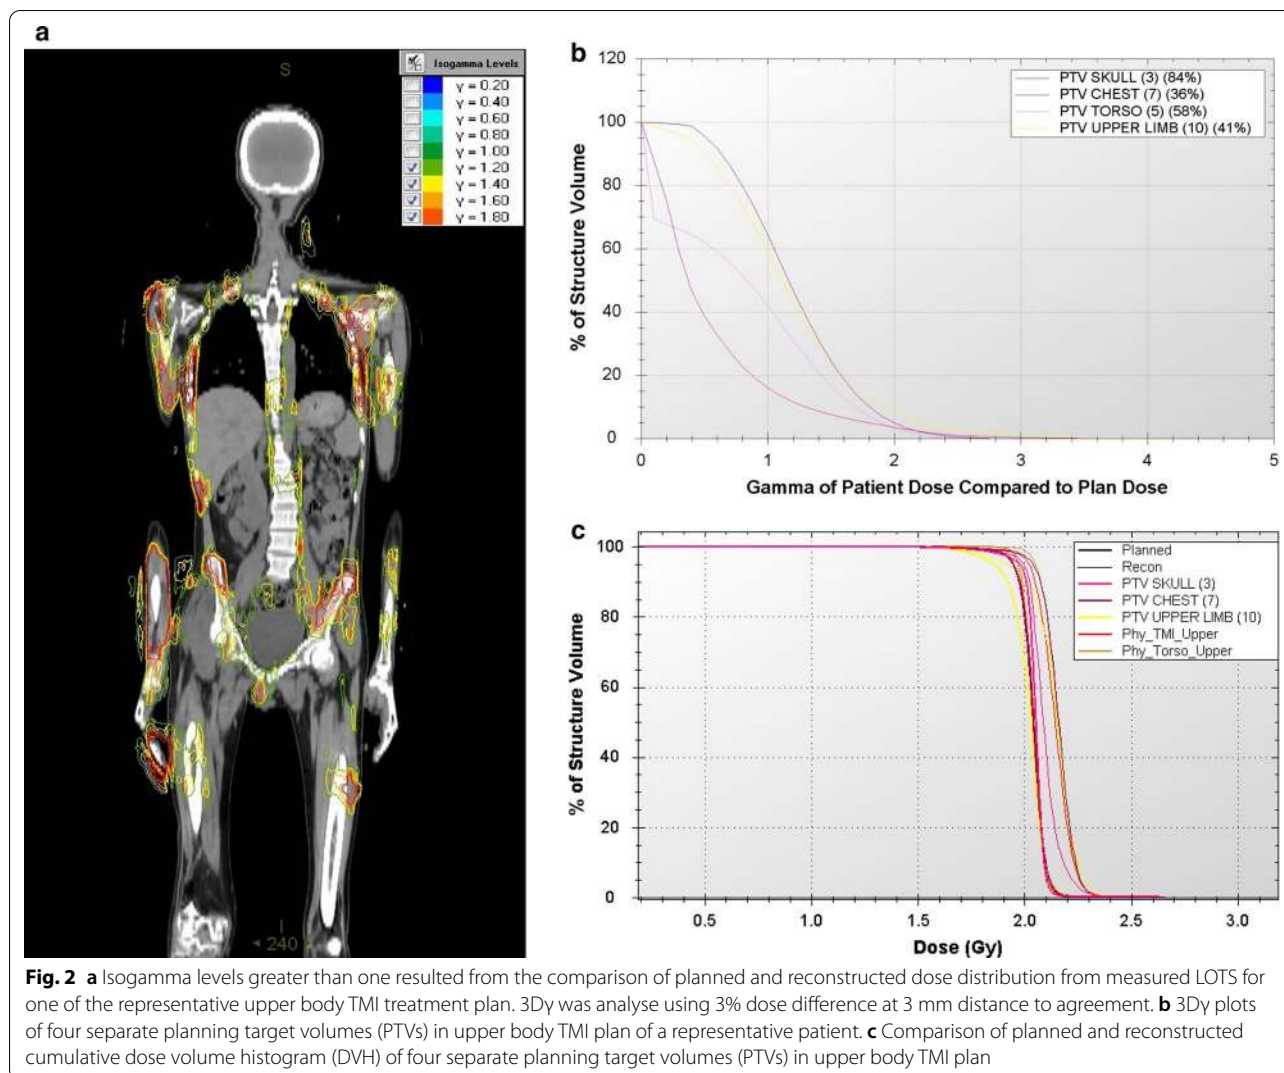 a
S
Isogamma Levels
γ = 0.20
γ = 0.40
γ = 0.60
γ = 0.80
γ = 1.00
γ = 1.20
γ = 1.40
γ = 1.60
γ = 1.80
240
b
120
100
80
60
40
20
0
% of Structure Volume
PTV SKULL (3) (84%)
PTV CHEST (7) (36%)
PTV TORSO (5) (58%)
PTV UPPER LIMB (10) (41%)
0 1 2 3 4 5
Gamma of Patient Dose Compared to Plan Dose
c
100
80
60
40
20
0
% of Structure Volume
Planned
Recon
PTV SKULL (3)
PTV CHEST (7)
PTV UPPER LIMB (10)
Phy_TMI_Upper
Phy_Torso_Upper
0.5 1.0 1.5 2.0 2.5 3.0
Dose (Gy)
Fig. 2 a Isogamma levels greater than one resulted from the comparison of planned and reconstructed dose distribution from measured LOTS for
one of the representative upper body TMI treatment plan. 3Dγ was analyse using 3% dose difference at 3 mm distance to agreement. b 3Dγ plots
of four separate planning target volumes (PTVs) in upper body TMI plan of a representative patient. c Comparison of planned and reconstructed
cumulative dose volume histogram (DVH) of four separate planning target volumes (PTVs) in upper body TMI plan